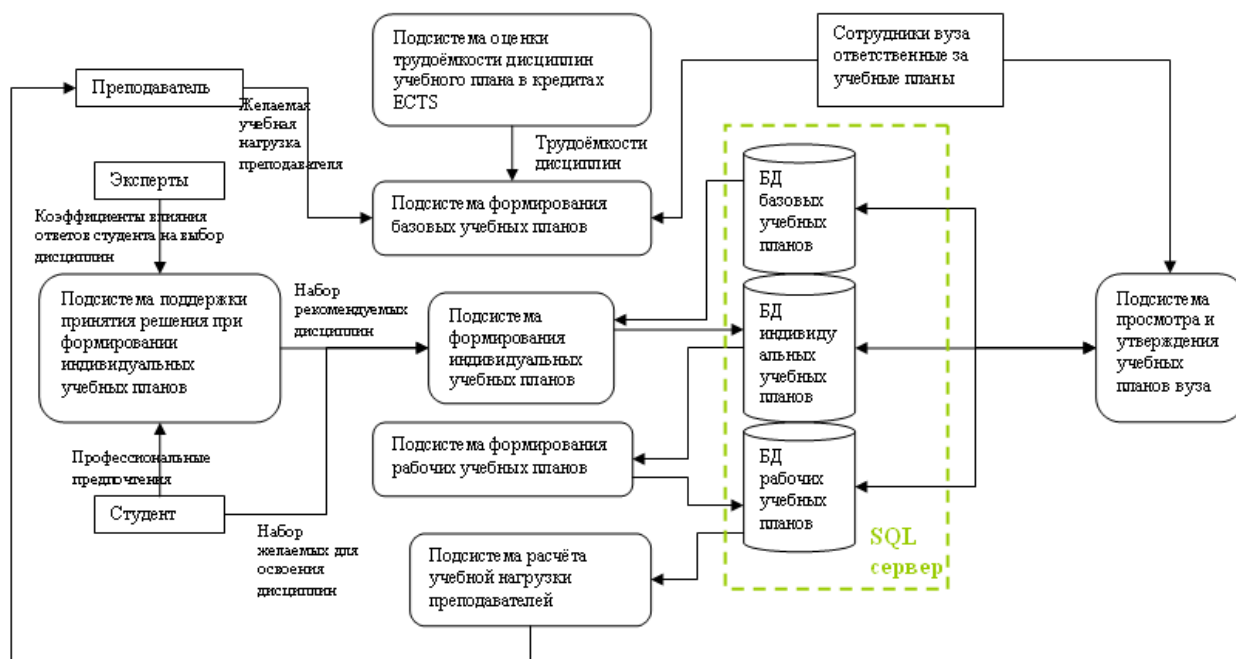 Подсистема оценки
трудоёмкости дисциплин
учебного плана в кредитах
ECTS
Сотрудники вуза
ответственные за
учебные планы
Преподаватель
Желаемая
учебная
нагрузка
преподавателя
Трудоёмкости
дисциплин
Эксперты
Коэффициенты влияния
ответов студента на выбор
дисциплин
Подсистема формирования
базовых учебных планов
БД
базовых
учебных
планов
Подсистема поддержки
принятия решения при
формировании
индивидуальных
учебных планов
Набор
рекомендуемых
дисциплин
Подсистема
формирования
индивидуальных
учебных планов
БД
индивиду
альных
учебных
планов
Подсистема
просмотра и
утверждения
учебных
планов вуза
Подсистема формирования
рабочих учебных планов
БД
рабочих
учебных
планов
Профессиональные
предпочтения
Студент
Набор
желаемых для
освоения
дисциплин
Подсистема расчёта
учебной нагрузки
преподавателей
SQL
сервер